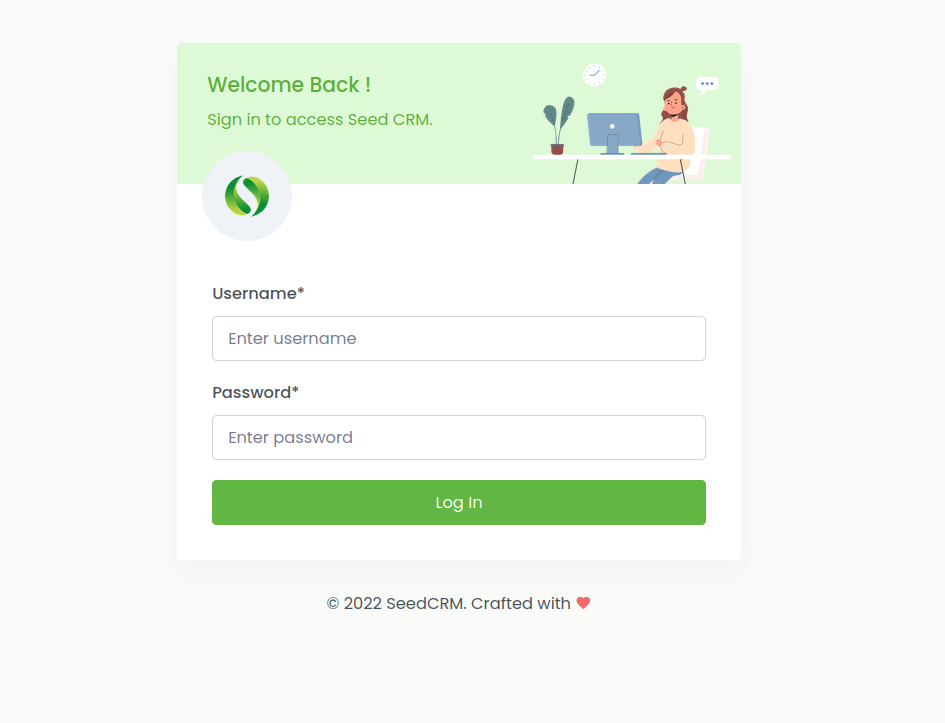 Welcome Back !
Sign in to access Seed CRM.
Username*
Enter username
Password*
Enter password
Log In
© 2022 SeedCRM. Crafted with ❤